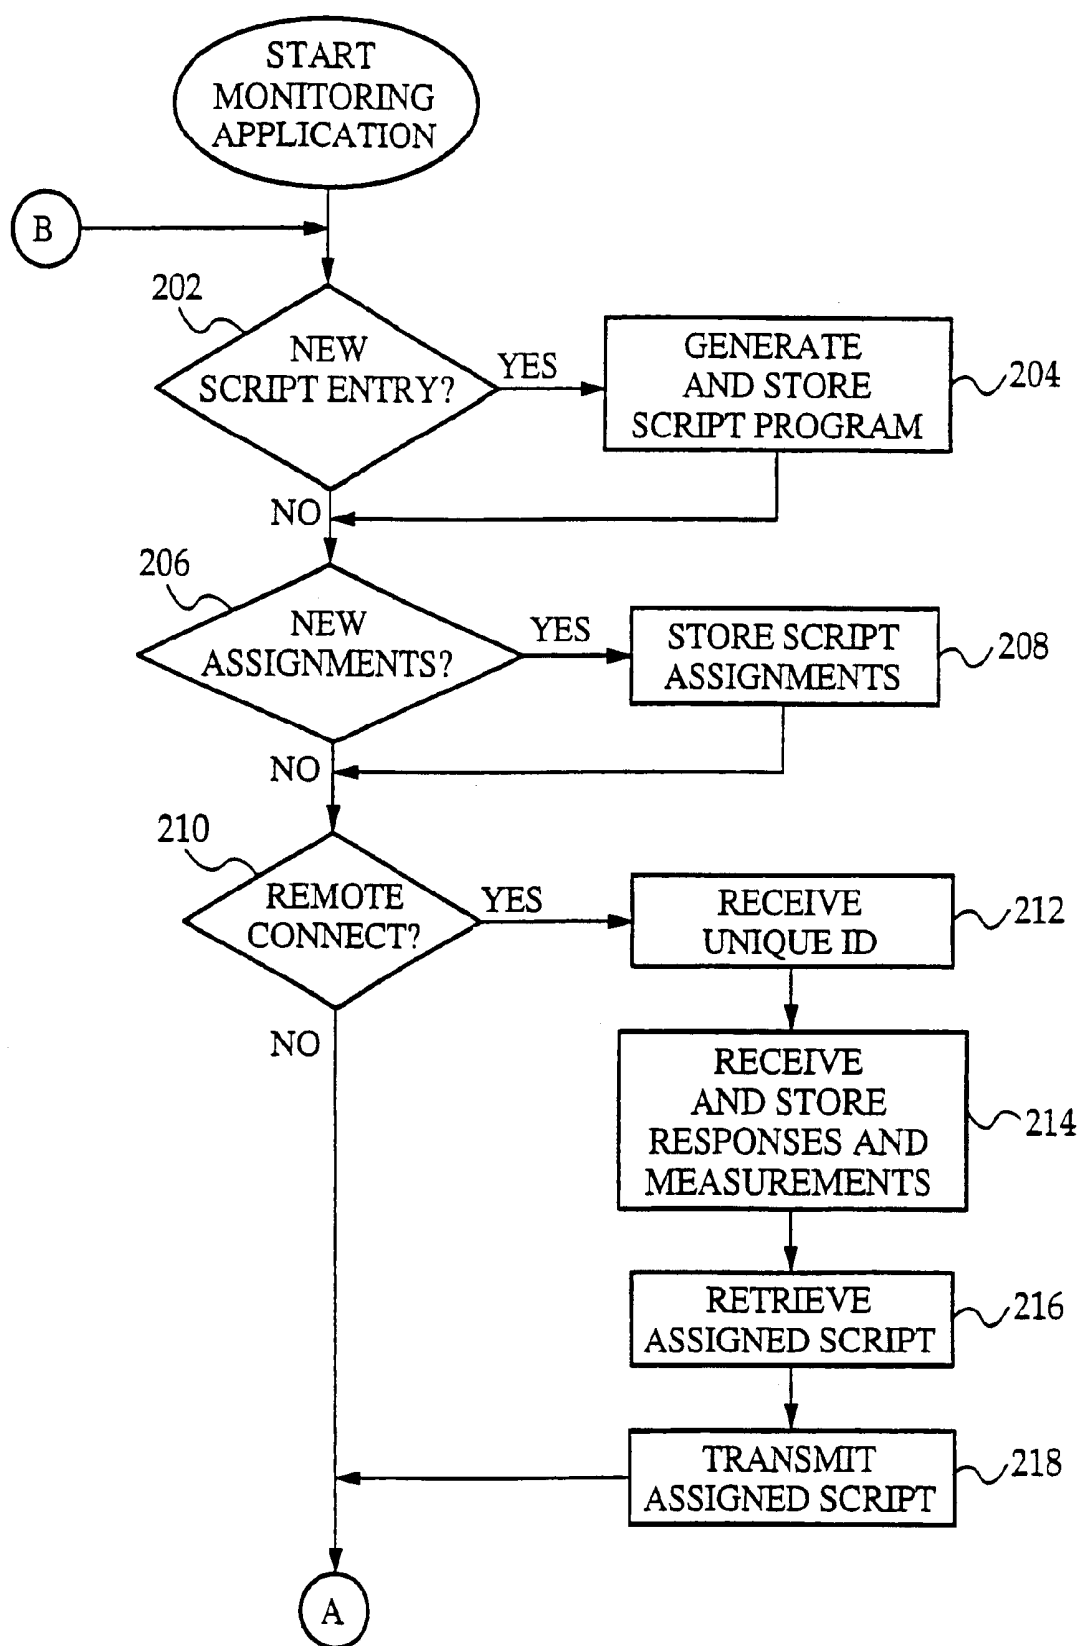 START
MONITORING
APPLICATION
B
202
NEW
SCRIPT ENTRY?
YES
GENERATE
AND STORE
SCRIPT PROGRAM
204
NO
206
NEW
ASSIGNMENTS?
YES
STORE SCRIPT
ASSIGNMENTS
208
NO
210
REMOTE
CONNECT?
YES
RECEIVE
UNIQUE ID
212
NO
RECEIVE
AND STORE
RESPONSES AND
MEASUREMENTS
214
RETRIEVE
ASSIGNED SCRIPT
216
TRANSMIT
ASSIGNED SCRIPT
218
A